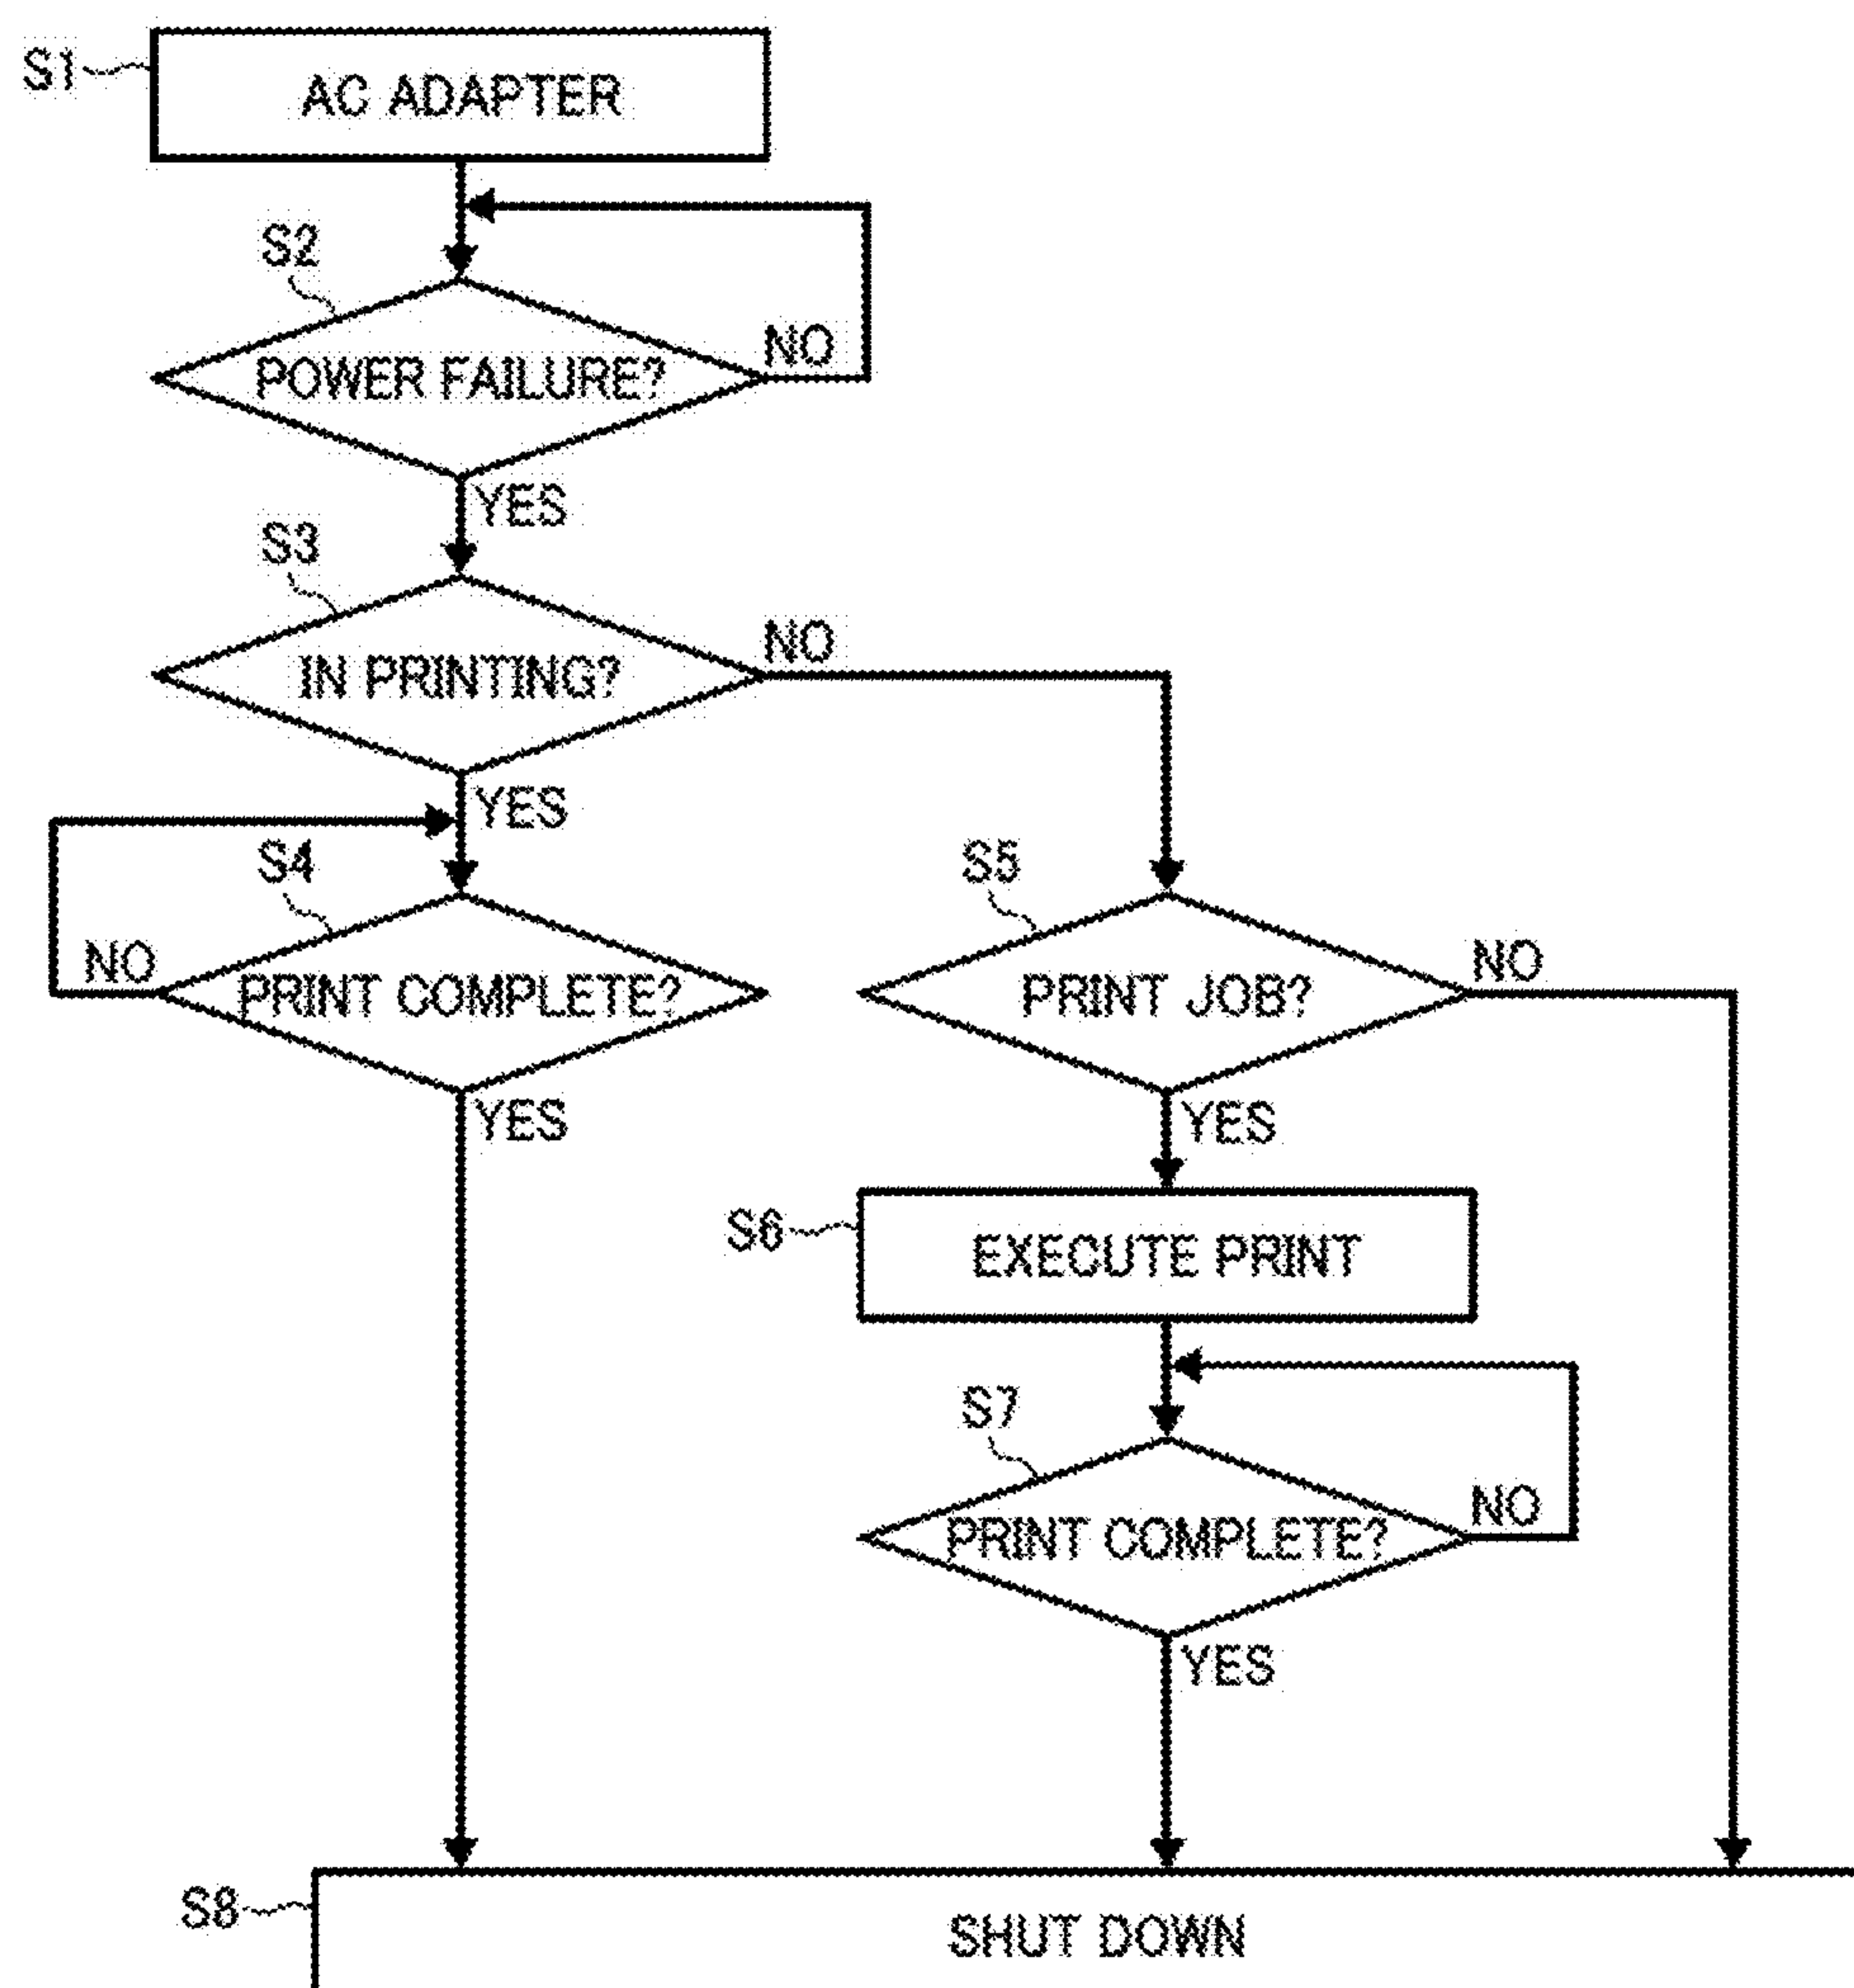 S1
AC ADAPTER
S2
POWER FAILURE?
NO
YES
S3
IN PRINTING?
NO
YES
S4
PRINT COMPLETE?
NO
YES
S5
PRINT JOB?
NO
YES
S6
EXECUTE PRINT
S7
PRINT COMPLETE?
NO
YES
S8
SHUT DOWN